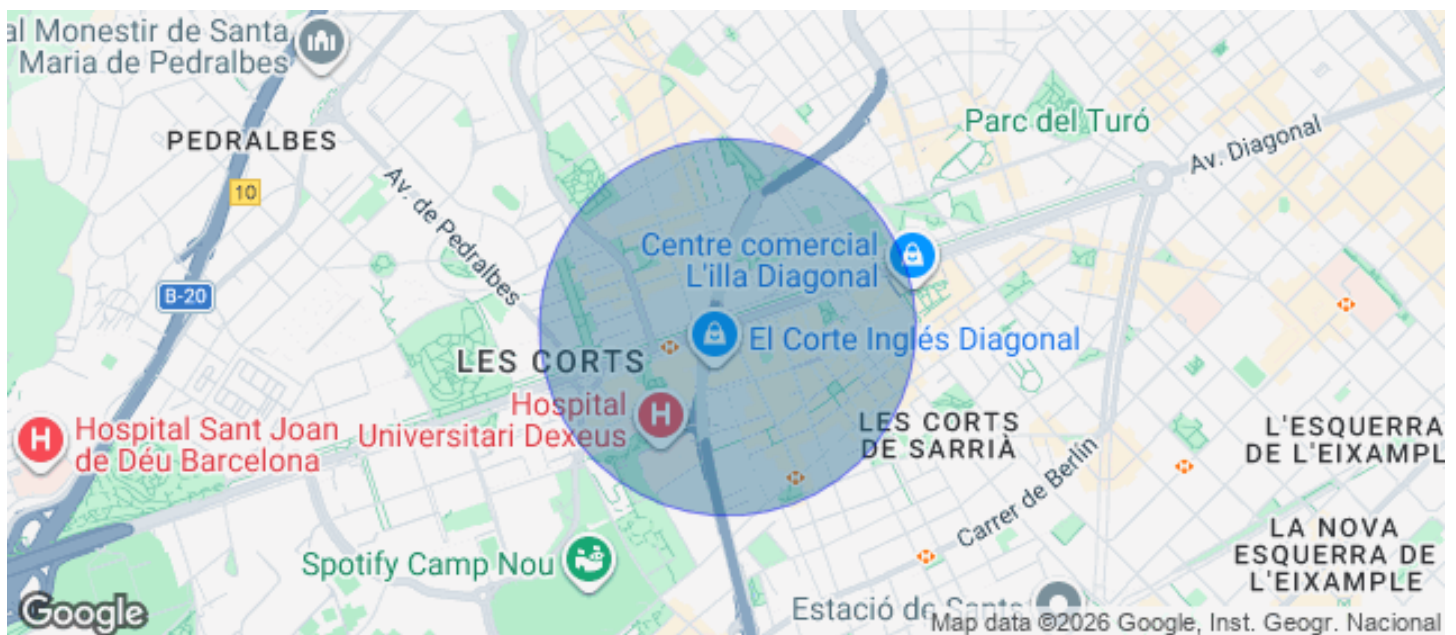 al Monestir de Santa
Maria de Pedralbes
PEDRALBES
10
Av. de Pedralbes
B-20
Parc del Turó
Av. Diagonal
Centre comercial
L'illa Diagonal
El Corte Inglés Diagonal
LES CORTS
Hospital
Universitari Dexeus
H
H
Hospital Sant Joan
de Déu Barcelona
LES CORTS
DE SARRIÀ
L'ESQUERRA
DE L'EIXAMPL
Carrer de Berlín
LA NOVA
ESQUERRA DE
L'EIXAMPLE
Spotify Camp Nou
Estació de Sants
Google
Map data ©2026 Google, Inst. Geogr. Nacional